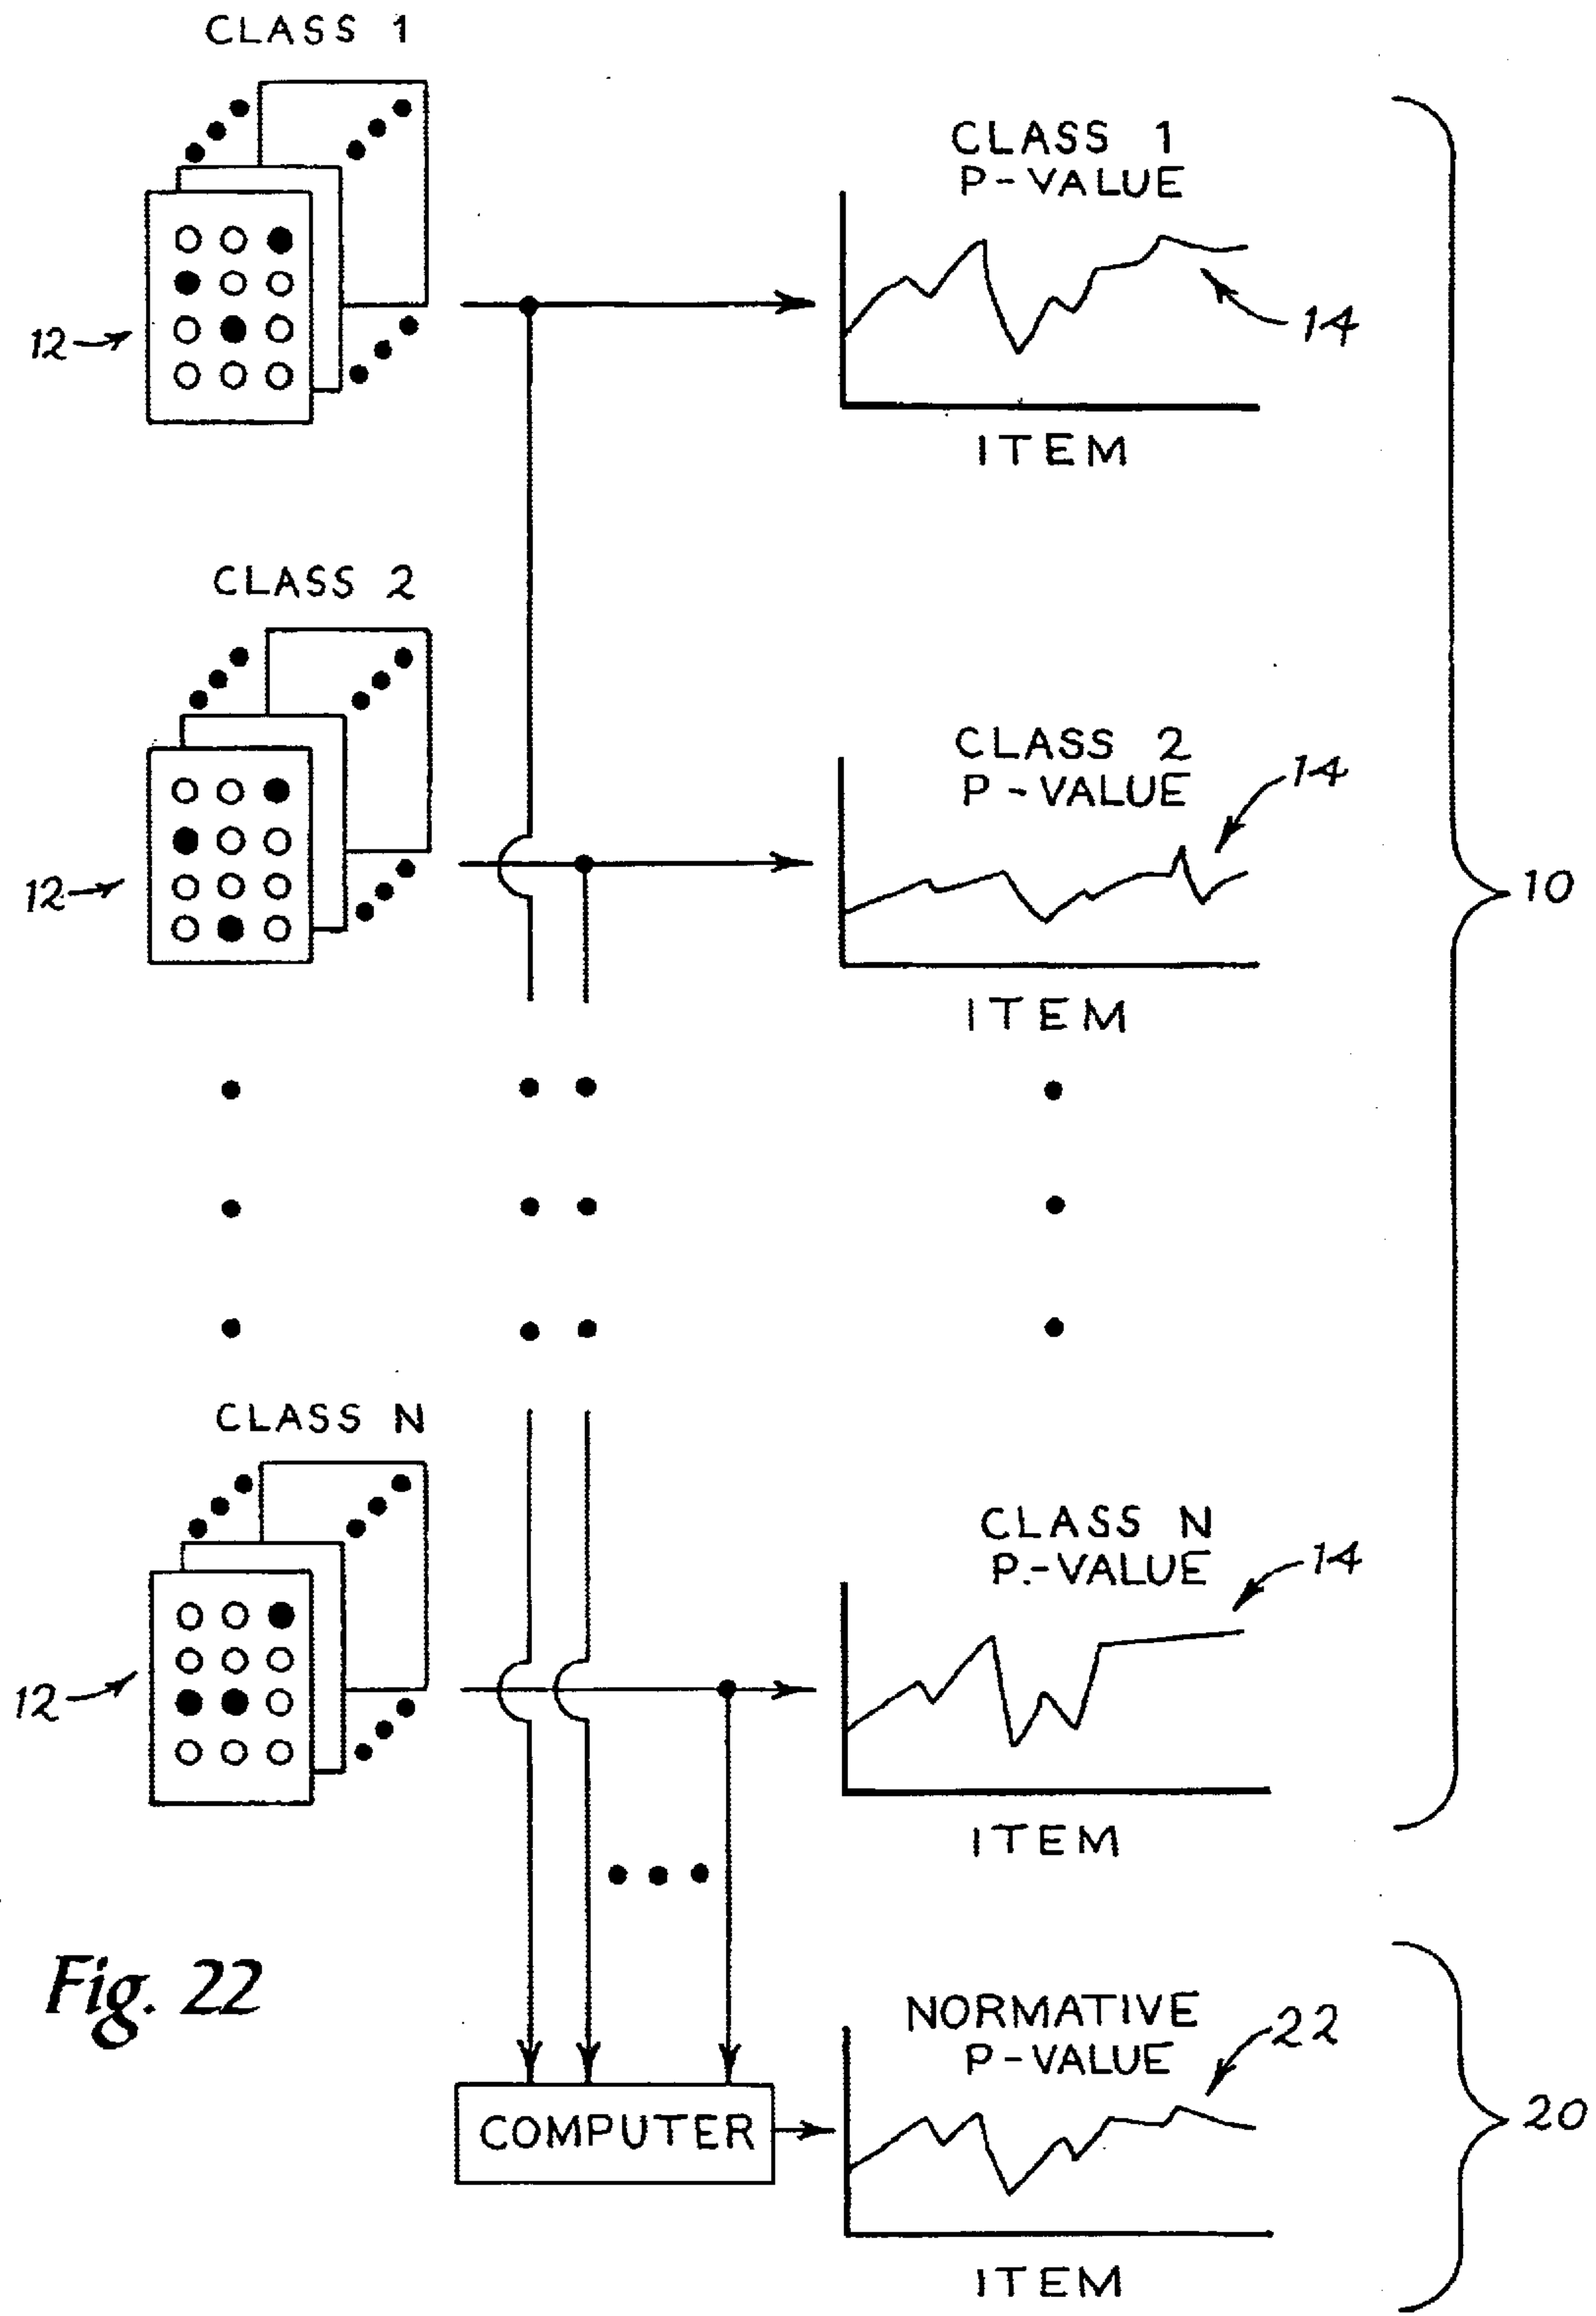 CLASS 1
CLASS 1
P-VALUE
12
14
ITEM
CLASS 2
CLASS 2
P-VALUE
14
12
10
ITEM
CLASS N
CLASS N
P.-VALUE
14
12
ITEM
Fig. 22
NORMATIVE
P-VALUE
22
COMPUTER
20
ITEM